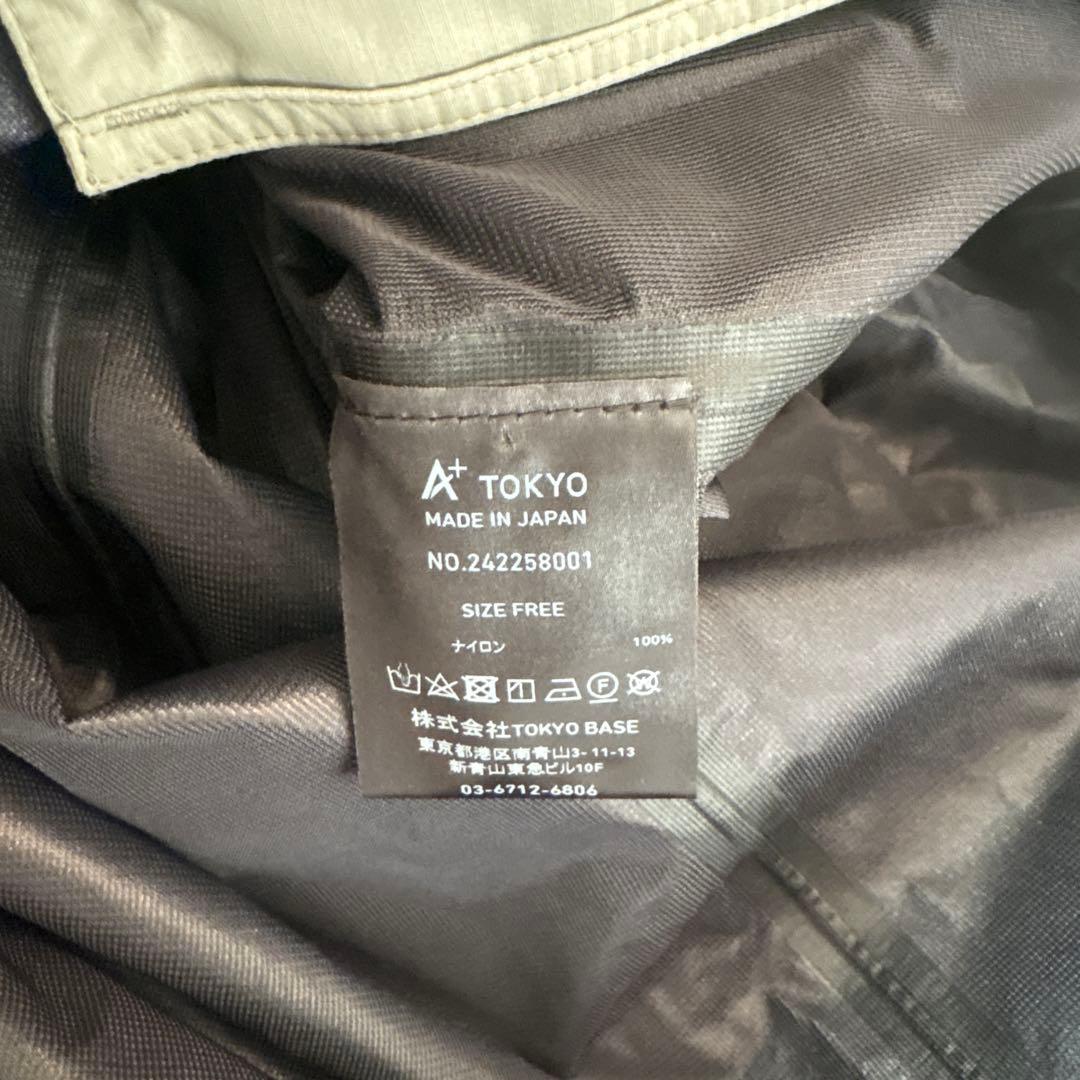 A+ TOKYO
MADE IN JAPAN
NO.242258001
SIZE FREE
ナイロン 100%
F W
株式会社TOKYO BASE
東京都港区南青山3-11-13
新青山東急ビル10F
03-6712-6806